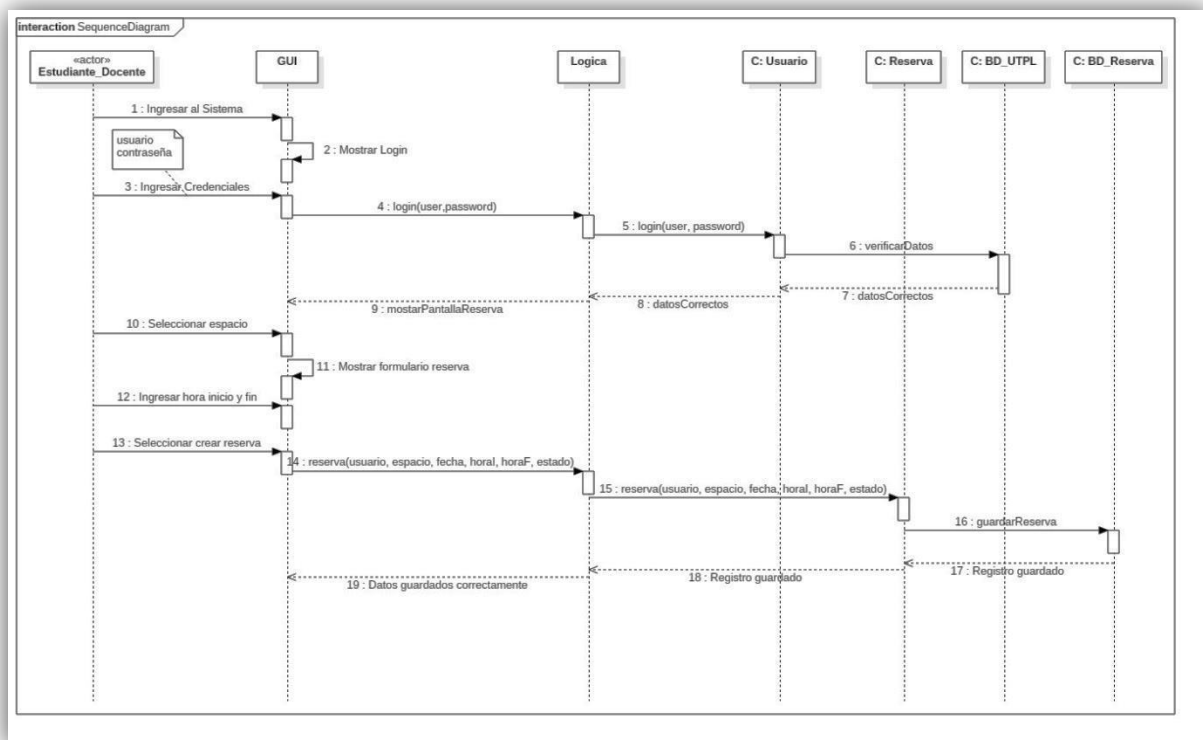 interaction SequenceDiagram
«actor»
Estudiante_Docente
GUI
Logica
C: Usuario
C: Reserva
C: BD_UTPL
C: BD_Reserva
1 : Ingresar al Sistema
usuario
contraseña
2 : Mostrar Login
3 : Ingresar Credenciales
4 : login(user,password)
5 : login(user, password)
6 : verificarDatos
7 : datosCorrectos
8 : datosCorrectos
9 : mostarPantallaReserva
10 : Seleccionar espacio
11 : Mostrar formulario reserva
12 : Ingresar hora inicio y fin
13 : Seleccionar crear reserva
14 : reserva(usuario, espacio, fecha, horaI, horaF, estado)
15 : reserva(usuario, espacio, fecha, horaI, horaF, estado)
16 : guardarReserva
17 : Registro guardado
18 : Registro guardado
19 : Datos guardados correctamente